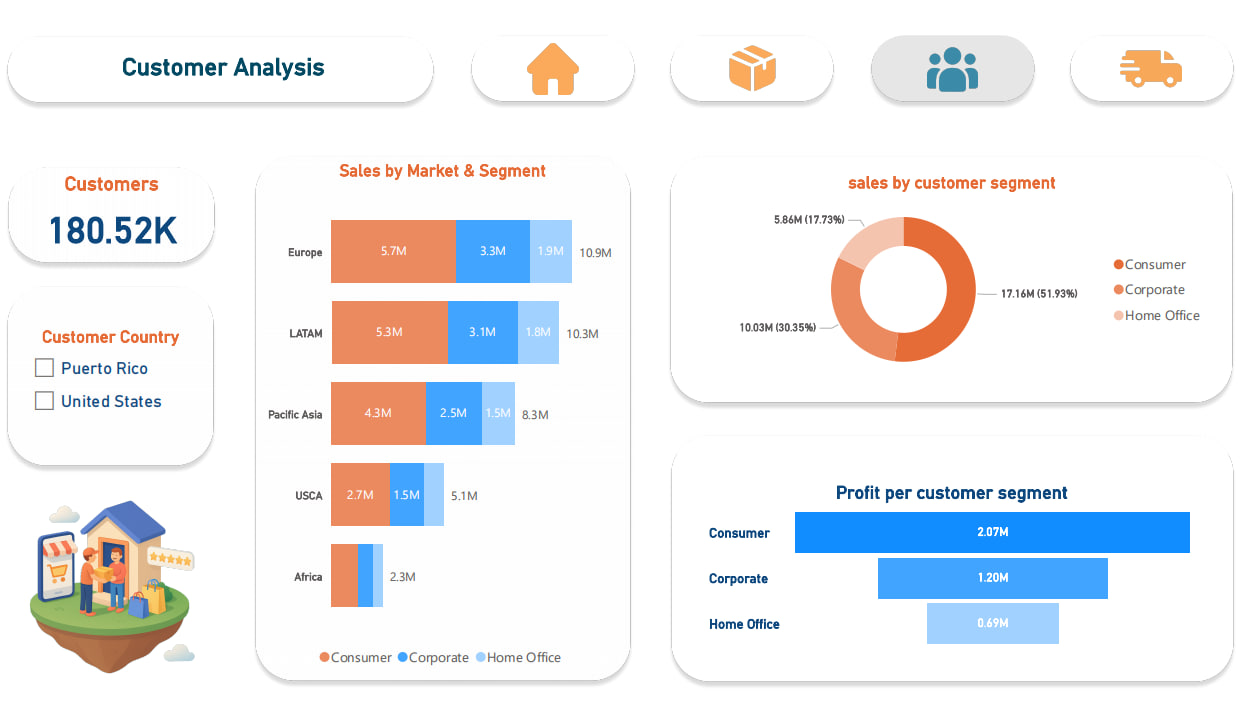 Customer Analysis
Customers
180.52K
Customer Country
Puerto Rico
United States
Sales by Market & Segment
Europe 5.7M 3.3M 1.9M 10.9M
LATAM 5.3M 3.1M 1.8M 10.3M
Pacific Asia 4.3M 2.5M 1.5M 8.3M
USCA 2.7M 1.5M 5.1M
Africa 2.3M
Consumer Corporate Home Office
sales by customer segment
5.86M (17.73%)
17.16M (51.93%)
10.03M (30.35%)
Consumer
Corporate
Home Office
Profit per customer segment
Consumer 2.07M
Corporate 1.20M
Home Office 0.69M